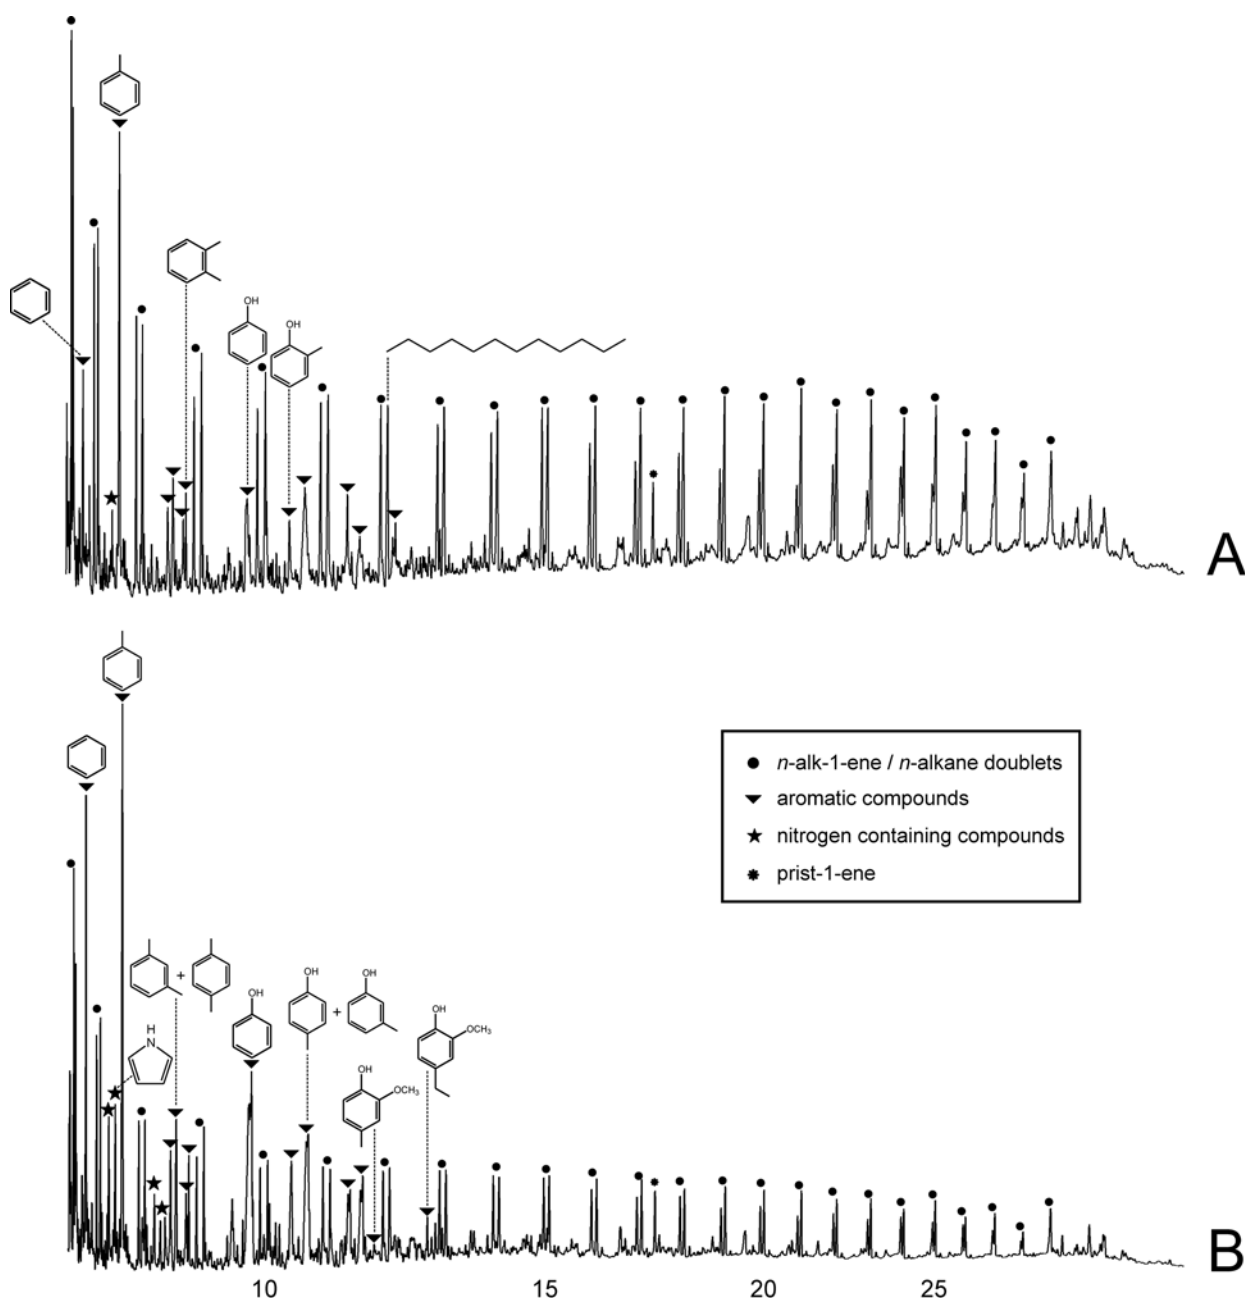 OH
OH
A
n-alk-1-ene / n-alkane doublets
aromatic compounds
nitrogen containing compounds
prist-1-ene
+
H
N
OH
OH
+
OH
OH
OCH3
OH
OCH3
B
10 15 20 25